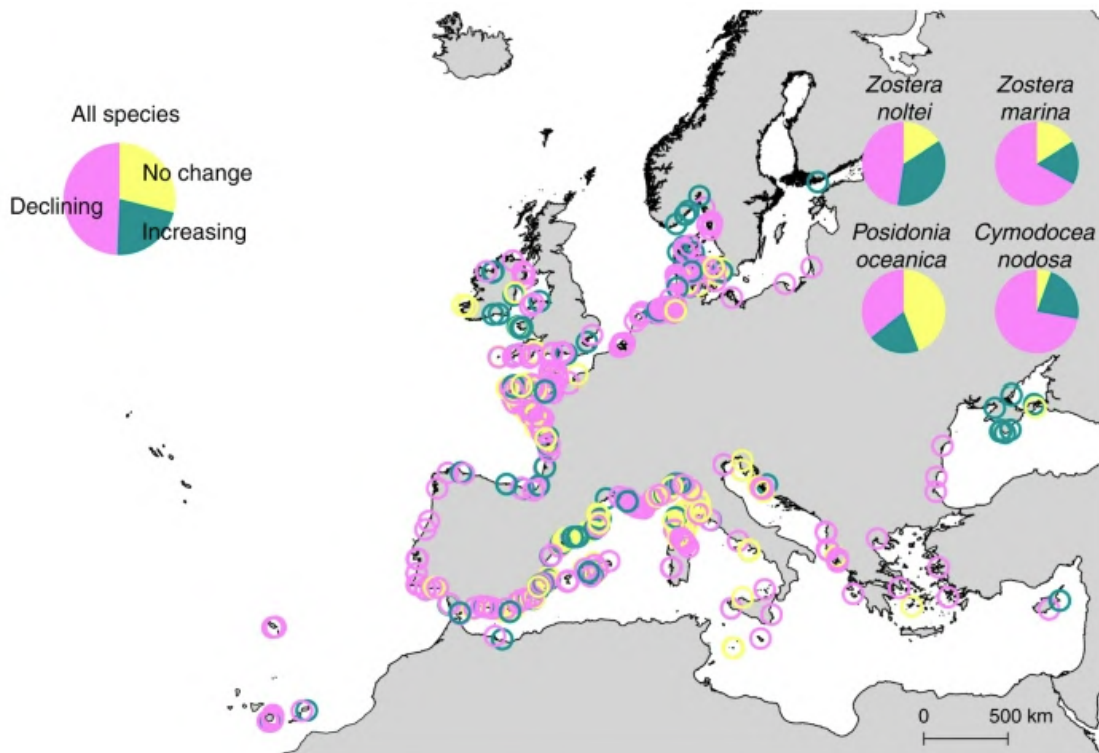 All species
No change
Declining
Increasing
Zostera
noltei
Zostera
marina
Posidonia
oceanica
Cymodocea
nodosa
0 500 km